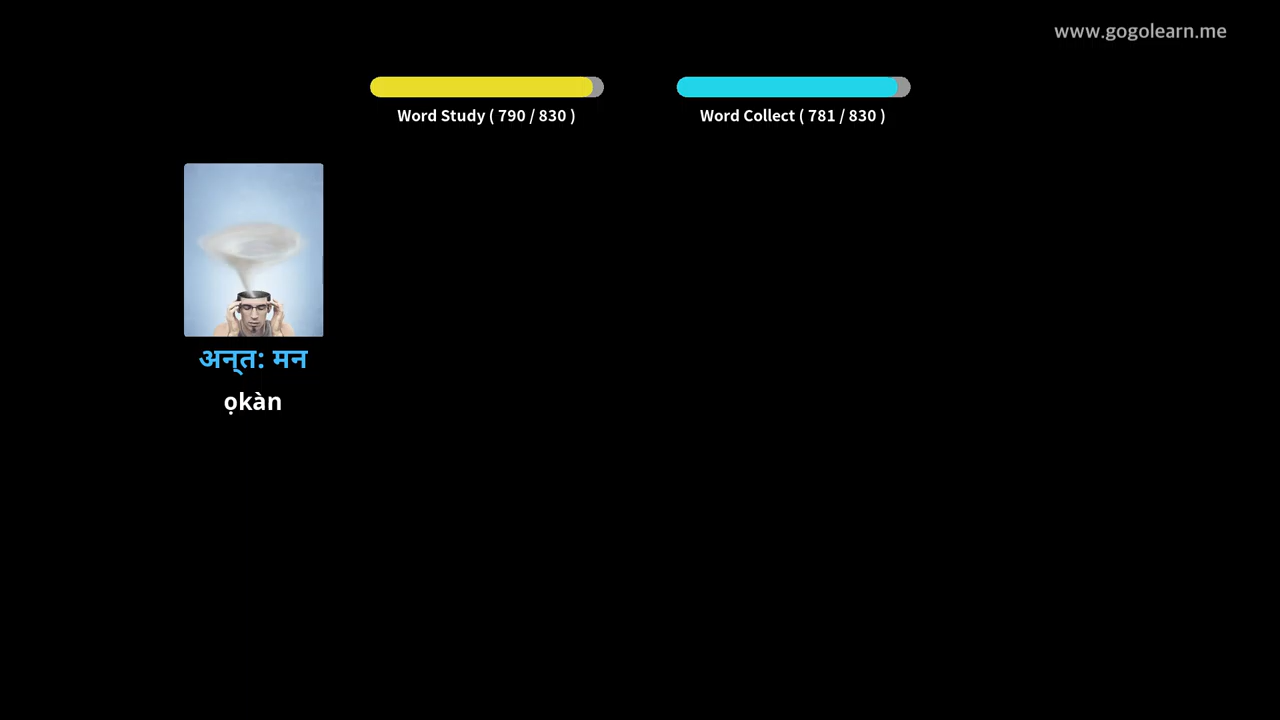 www.gogolearn.me
Word Study ( 790 / 830 )
Word Collect ( 781 / 830 )
अन्‌त: मन
ọkàn